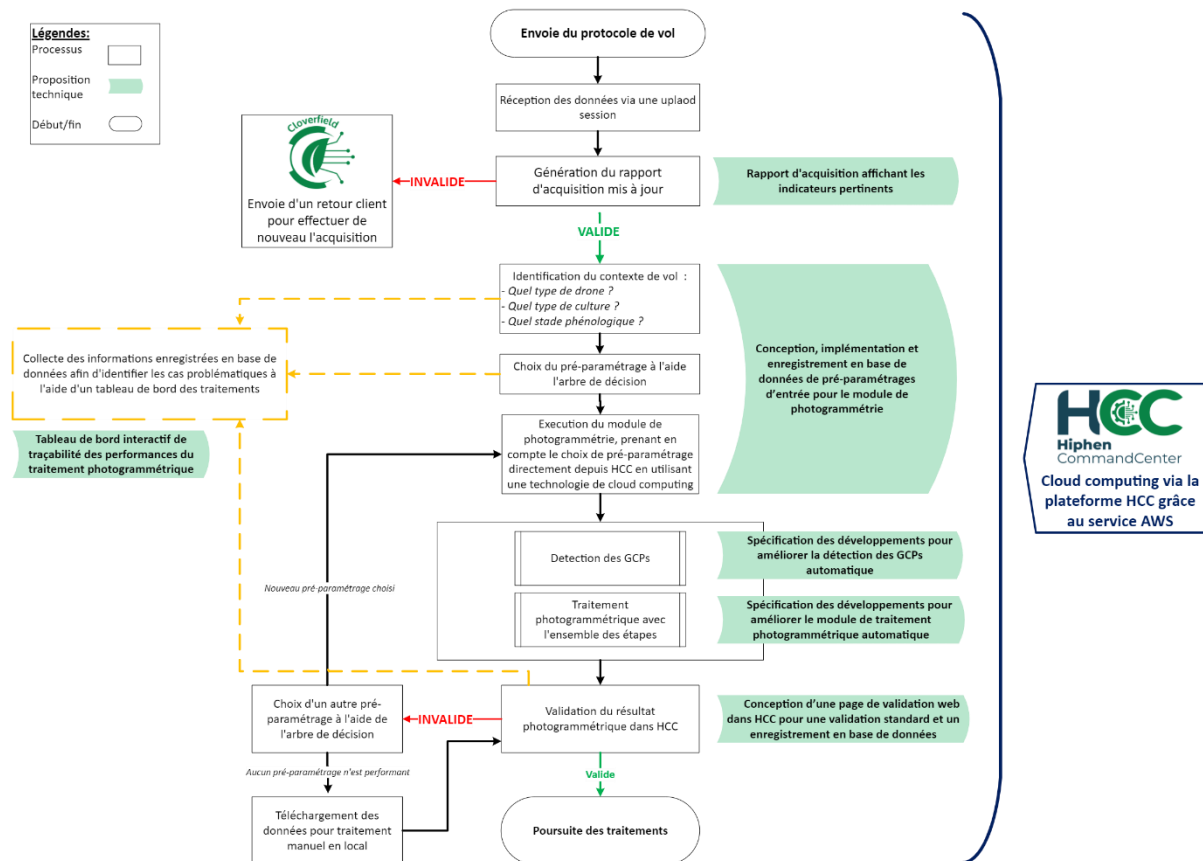 Légendes:
Processus
Proposition
technique
Début/fin
Envoie du protocole de vol
Réception des données via une uplaod
session
Cloverfield
Envoie d'un retour client
pour effectuer de
nouveau l'acquisition
INVALIDE
Génération du rapport
d'acquisition mis à jour
Rapport d'acquisition affichant les
indicateurs pertinents
VALIDE
Identification du contexte de vol :
- Quel type de drone ?
- Quel type de culture ?
- Quel stade phénologique ?
Collecte des informations enregistrées en base de
données afin d'identifier les cas problématiques à
l'aide d'un tableau de bord des traitements
Choix du pré-paramétrage à l'aide
l'arbre de décision
Conception, implémentation et
enregistrement en base de
données de pré-paramétrages
d'entrée pour le module de
photogrammétrie
Tableau de bord interactif de
traçabilité des performances du
traitement photogrammétrique
Execution du module de
photogrammétrie, prenant en
compte le choix de pré-paramétrage
directement depuis HCC en utilisant
une technologie de cloud computing
HCC
Hiphen
CommandCenter
Cloud computing via la
plateforme HCC grâce
au service AWS
Detection des GCPs
Spécification des développements pour
améliorer la détection des GCPs
automatique
Nouveau pré-paramétrage choisi
Traitement
photogrammétrique avec
l'ensemble des étapes
Spécification des développements pour
améliorer le module de traitement
photogrammétrique automatique
Choix d'un autre pré-
paramétrage à l'aide de
l'arbre de décision
INVALIDE
Validation du résultat
photogrammétrique dans HCC
Conception d'une page de validation web
dans HCC pour une validation standard et un
enregistrement en base de données
Aucun pré-paramétrage n'est performant
Valide
Téléchargement des
données pour traitement
manuel en local
Poursuite des traitements